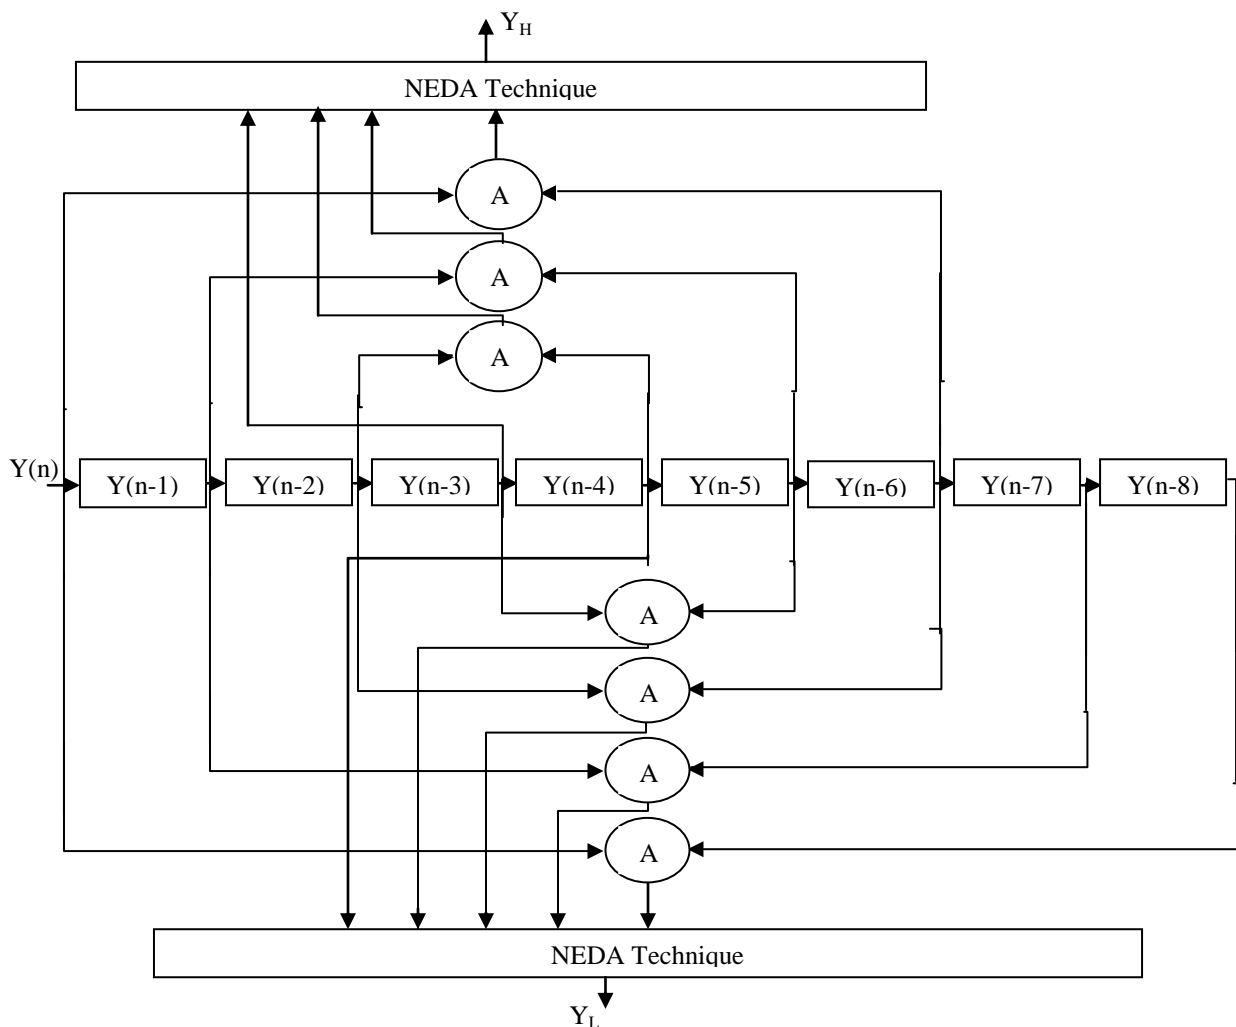 Y_H
NEDA Technique
A
A
A
Y(n) Y(n-1) Y(n-2) Y(n-3) Y(n-4) Y(n-5) Y(n-6) Y(n-7) Y(n-8)
A
A
A
A
NEDA Technique
Y_L